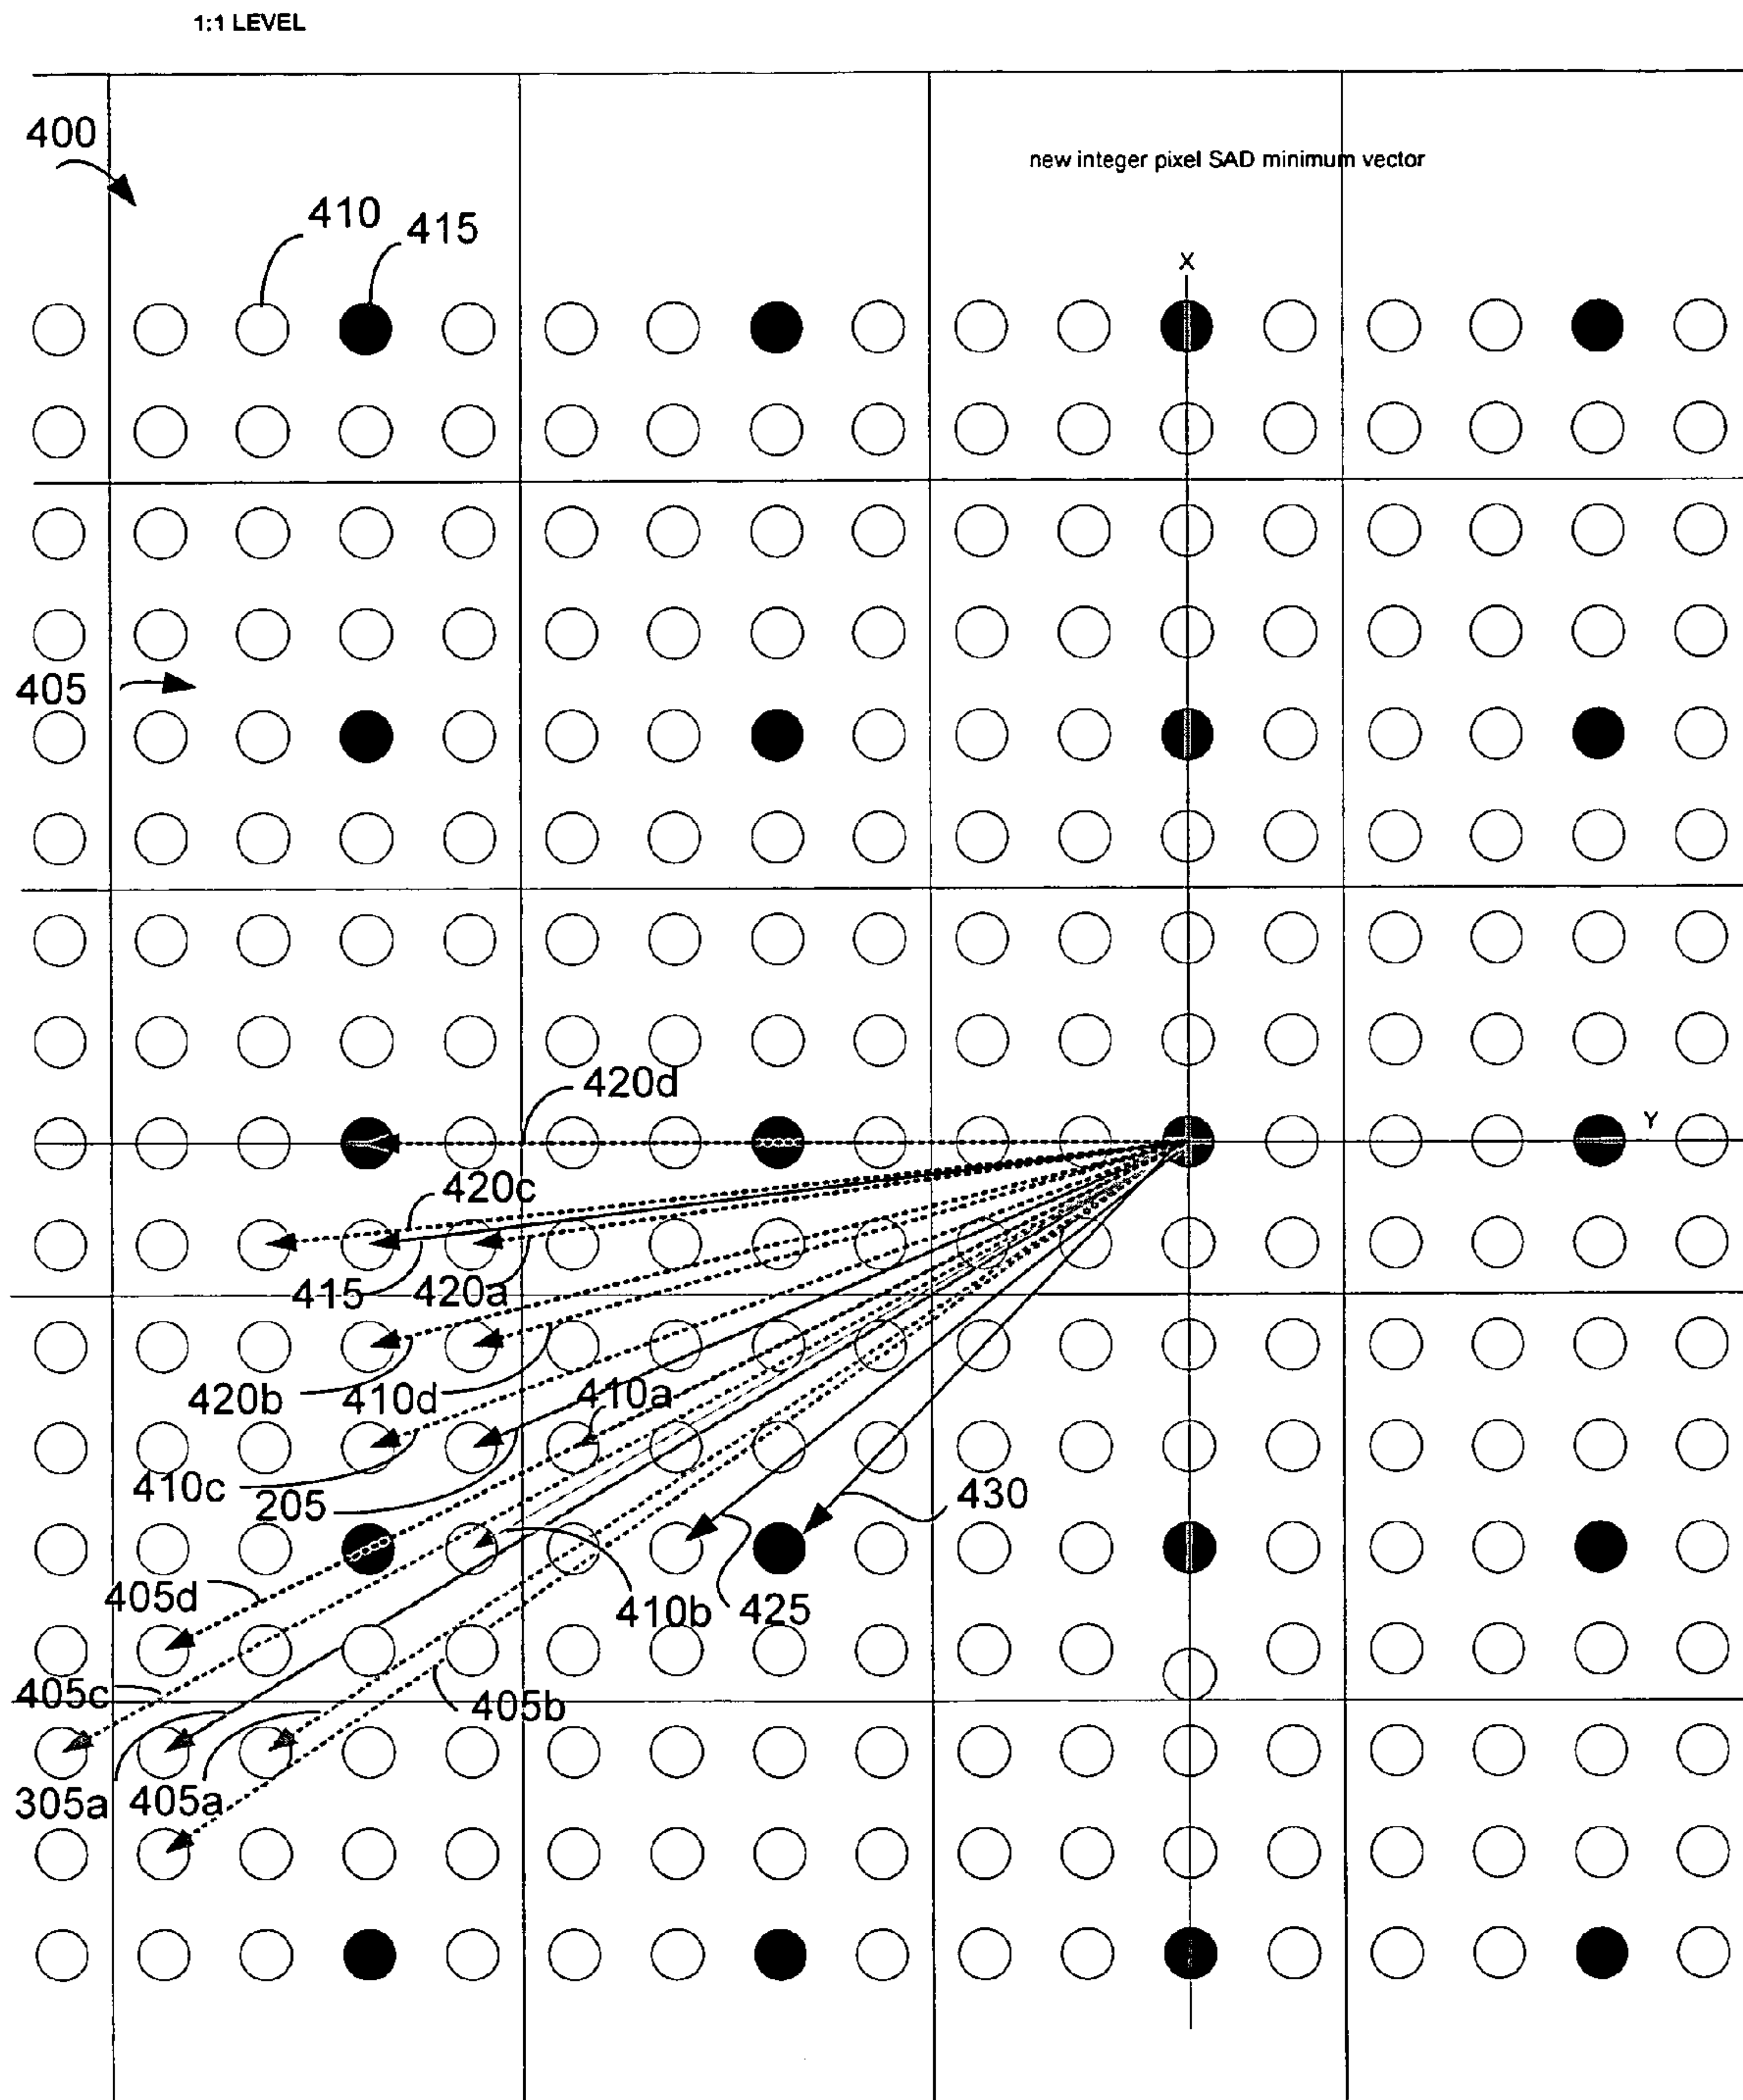 1:1 LEVEL
400
new integer pixel SAD minimum vector
410
415
X
405
420d
Y
420c
415
420a
420b
410d
410a
410c
205
430
405d
410b
425
405c
405b
305a
405a